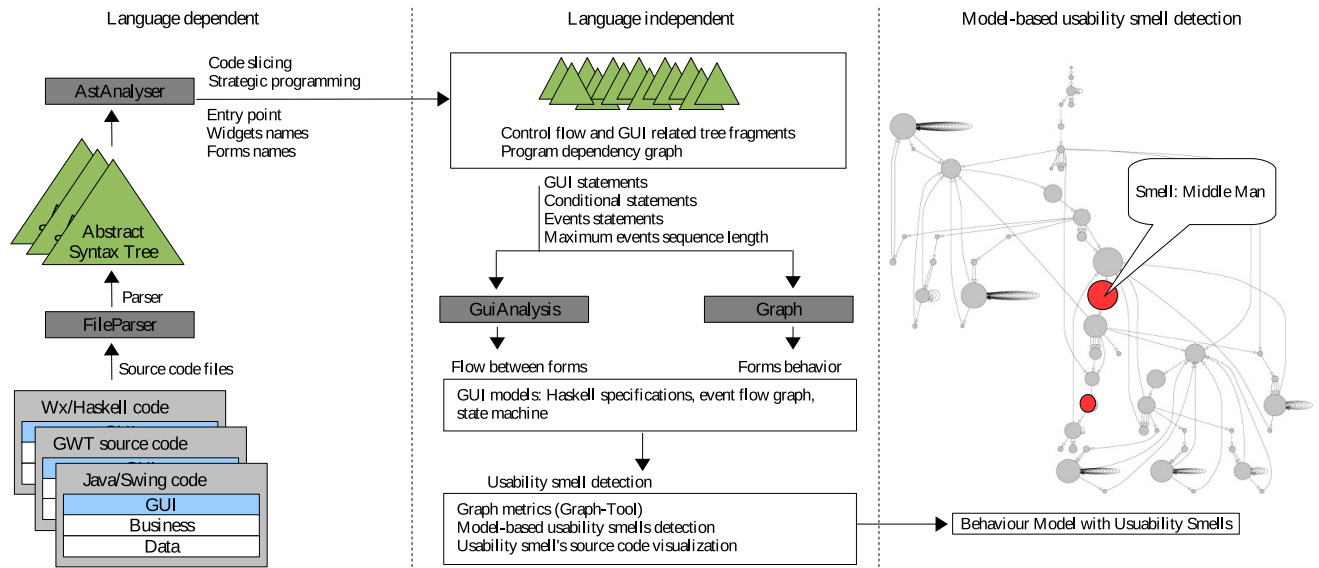 Language dependent
Code slicing
Strategic programming
AstAnalyser
Entry point
Widgets names
Forms names
Abstract
Syntax Tree
Parser
FileParser
Source code files
Wx/Haskell code
GWT source code
Java/Swing code
GUI
Business
Data
Language independent
Control flow and GUI related tree fragments
Program dependency graph
GUI statements
Conditional statements
Events statements
Maximum events sequence length
GuiAnalysis
Graph
Flow between forms
Forms behavior
GUI models: Haskell specifications, event flow graph,
state machine
Usability smell detection
Graph metrics (Graph-Tool)
Model-based usability smells detection
Usability smell's source code visualization
Model-based usability smell detection
Smell: Middle Man
Behaviour Model with Usuability Smells